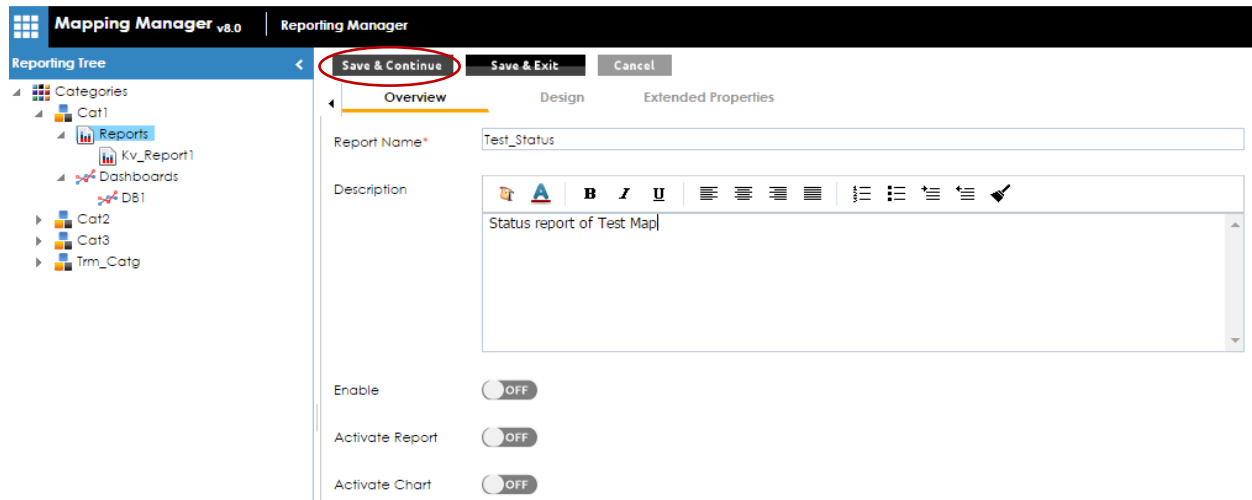 Mapping Manager v8.0 Reporting Manager
Reporting Tree
Save & Continue Save & Exit Cancel
Categories
Cat1
Reports
Kv_Report1
Dashboards
DB1
Cat2
Cat3
Trm_Catg
Overview Design Extended Properties
Report Name* Test_Status
Description
A B I U
Status report of Test Map
Enable OFF
Activate Report OFF
Activate Chart OFF